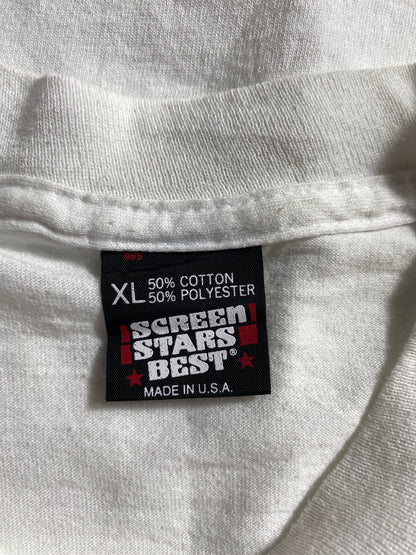 XL 50% COTTON
50% POLYESTER
SCREEN
STARS
BEST®
MADE IN U.S.A.